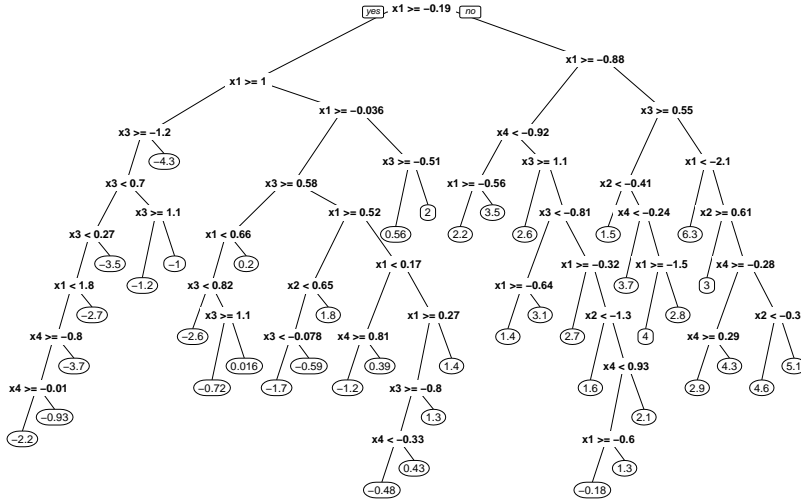 yes x1 >= −0.19 no
x1 >= −0.88
x1 >= 1
x1 >= −0.036 x3 >= 0.55
x3 >= −1.2 x4 < −0.92
−4.3 x3 >= −0.51 x1 >= −0.56 x3 >= 1.1 x1 < −2.1
x3 < 0.7 x3 >= 0.58 x2 < −0.41
x3 >= 1.1 2 x1 >= 0.52 3.5 x3 < −0.81 x4 < −0.24 x2 >= 0.61
x3 < 0.27 x1 < 0.66 0.56 2.2 2.6 1.5 6.3
−3.5 −1 0.2 x1 < 0.17 x1 >= −0.32 x1 >= −1.5 x4 >= −0.28
x1 < 1.8 −1.2 x3 < 0.82 x2 < 0.65 x1 >= −0.64 3.7 3
−2.7 x3 >= 1.1 1.8 x1 >= 0.27 3.1 x2 < −1.3 2.8 x2 < −0.3
x4 >= −0.8 −2.6 x3 < −0.078 x4 >= 0.81 1.4 2.7 4 x4 >= 0.29
−3.7 0.016 −0.59 0.39 1.4 x4 < 0.93 4.3 5.1
x4 >= −0.01 −0.72 −1.7 −1.2 x3 >= −0.8 1.6 2.9 4.6
−0.93 1.3 2.1
−2.2 x4 < −0.33 x1 >= −0.6
0.43 1.3
−0.48 −0.18